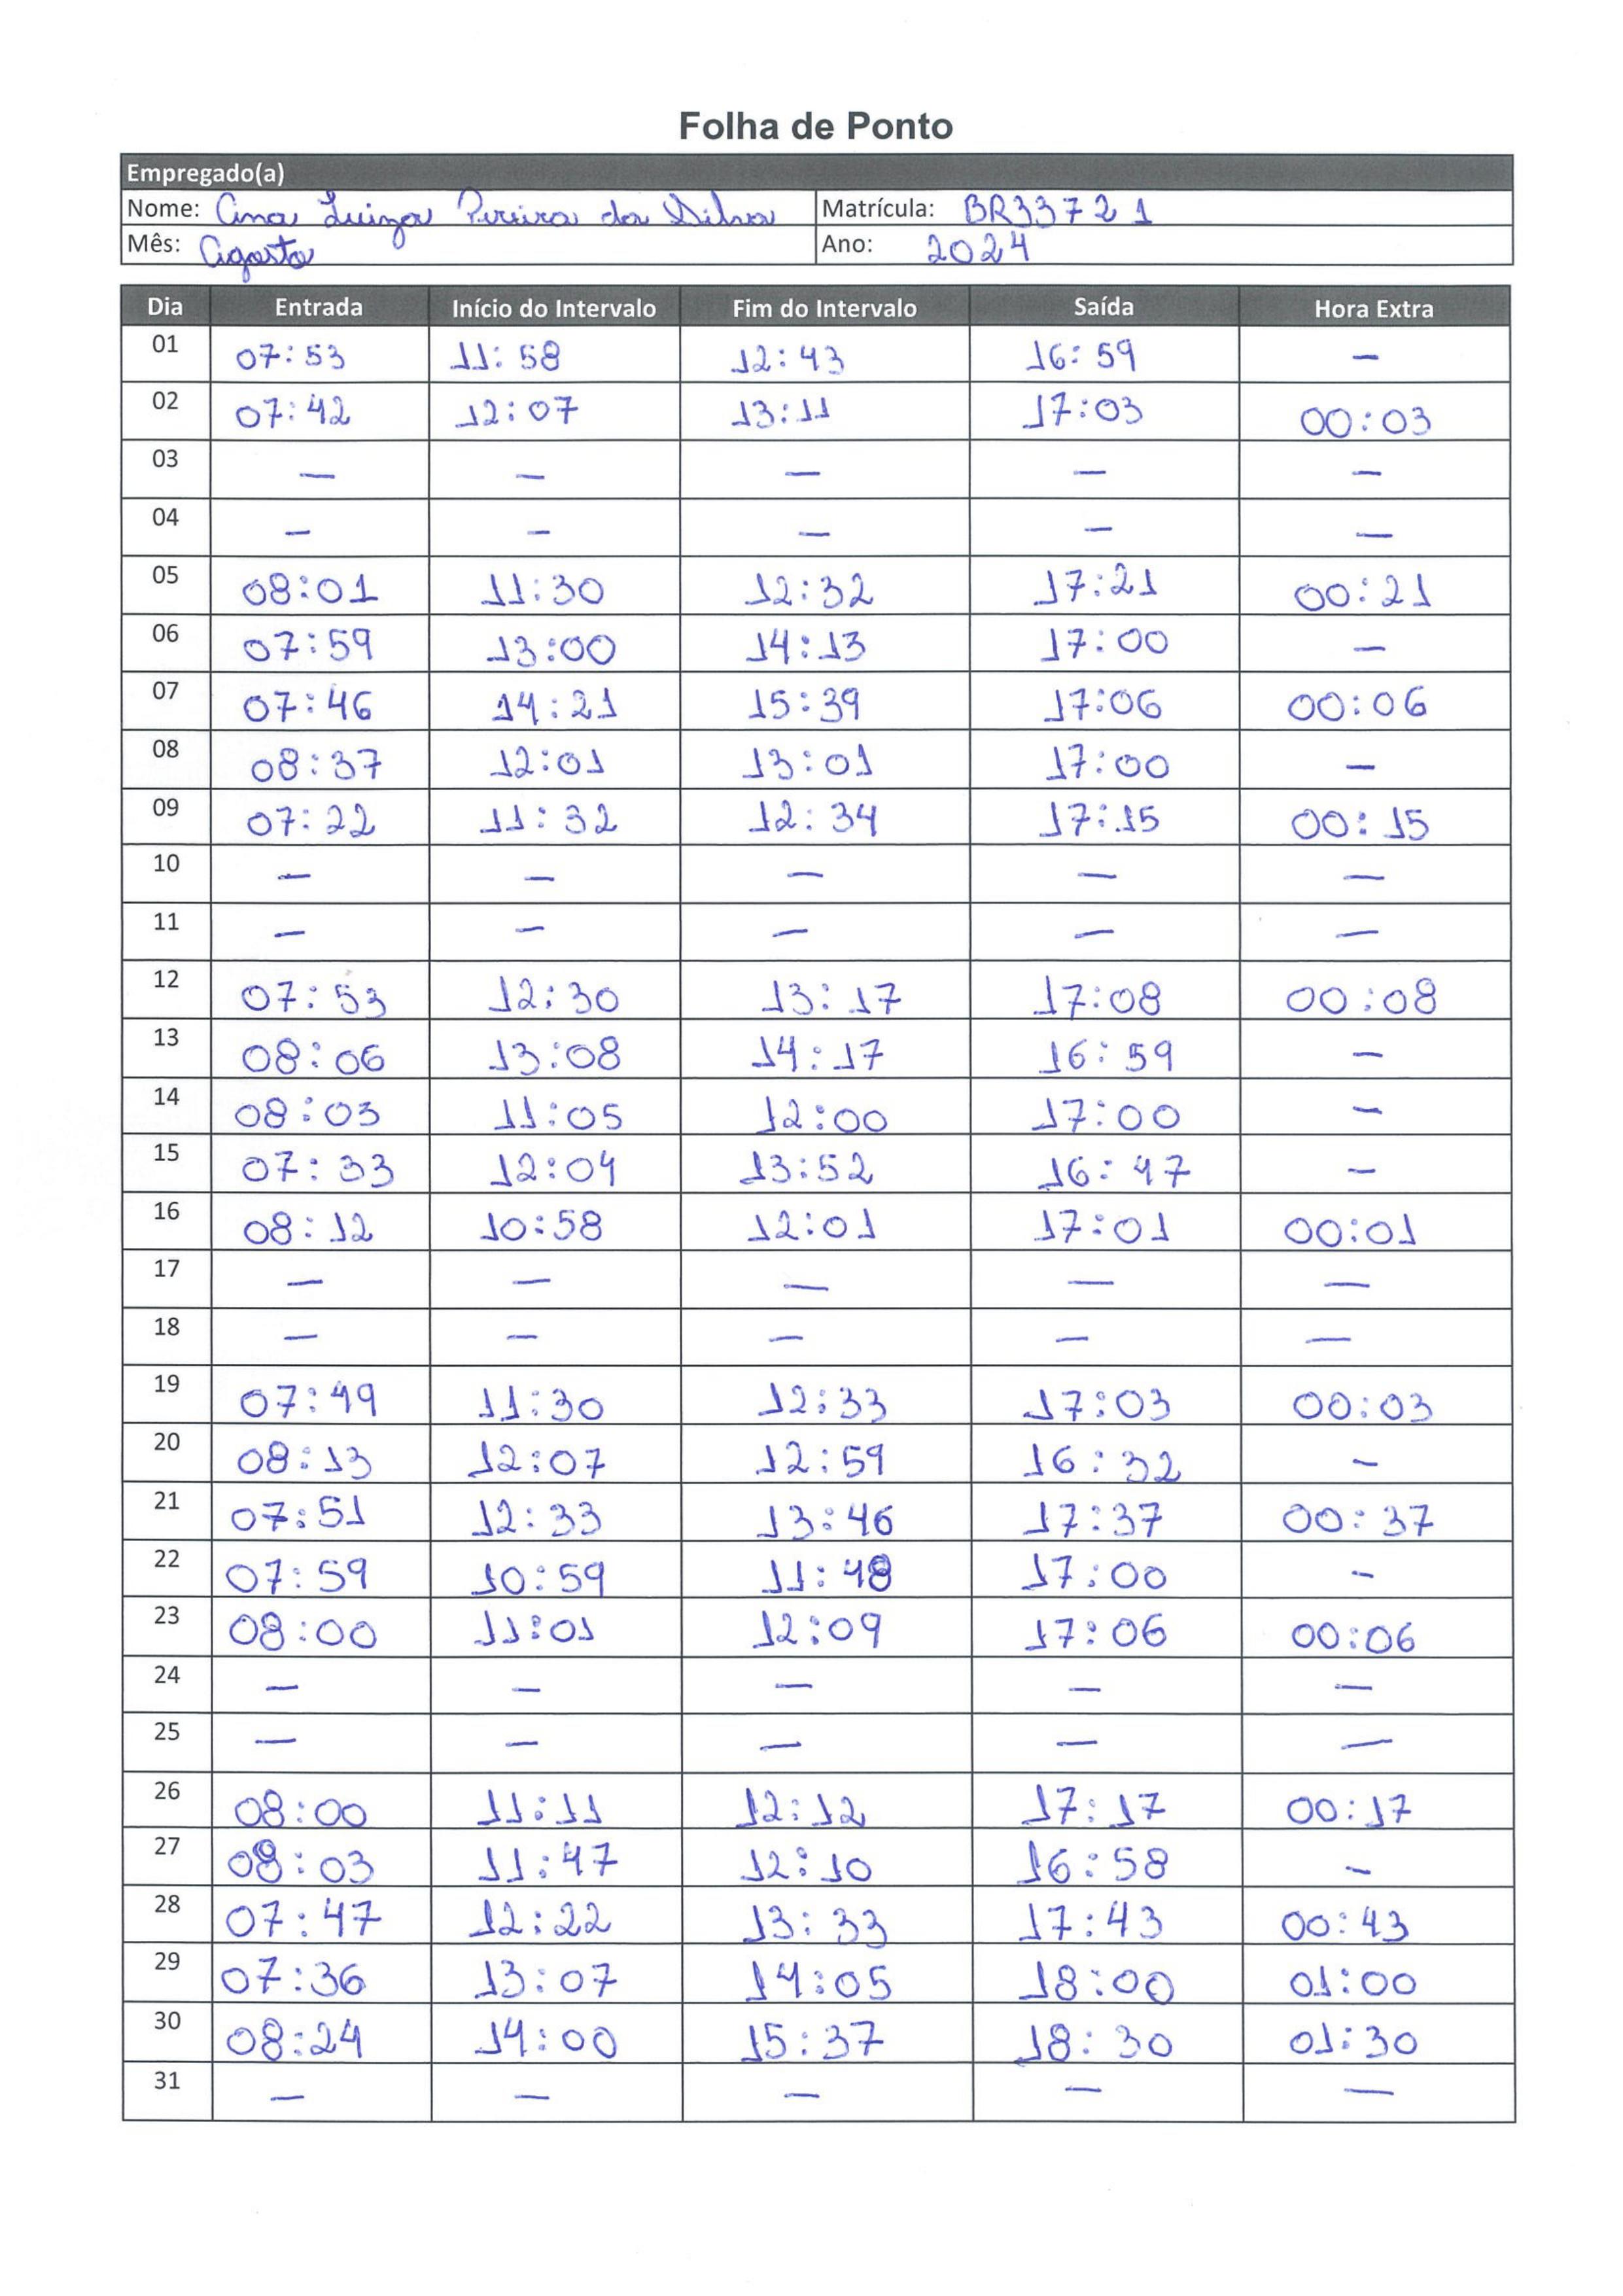 Folha de Ponto
Empregado(a)
Nome: Ana Luiza Pereira da Silva Matrícula: BR33721
Mês: Agosto Ano: 2024
Dia Entrada Início do Intervalo Fim do Intervalo Saída Hora Extra
01 07:53 11:58 12:43 16:59 —
02 07:42 12:07 13:11 17:03 00:03
03 — — — — —
04 — — — — —
05 08:01 11:30 12:32 17:21 00:21
06 07:59 13:00 14:13 17:00 —
07 07:46 14:21 15:39 17:06 00:06
08 08:37 12:01 13:01 17:00 —
09 07:22 11:32 12:34 17:15 00:15
10 — — — — —
11 — — — — —
12 07:53 12:30 13:17 17:08 00:08
13 08:06 13:08 14:17 16:59 —
14 08:03 11:05 12:00 17:00 —
15 07:33 12:04 13:52 16:47 —
16 08:12 10:58 12:01 17:01 00:01
17 — — — — —
18 — — — — —
19 07:49 11:30 12:33 17:03 00:03
20 08:13 12:07 12:59 16:32 —
21 07:51 12:33 13:46 17:37 00:37
22 07:59 10:59 11:48 17:00 —
23 08:00 11:01 12:09 17:06 00:06
24 — — — — —
25 — — — — —
26 08:00 11:11 12:12 17:17 00:17
27 08:03 11:47 12:10 16:58 —
28 07:47 12:22 13:33 17:43 00:43
29 07:36 13:07 14:05 18:00 01:00
30 08:24 14:00 15:37 18:30 01:30
31 — — — — —